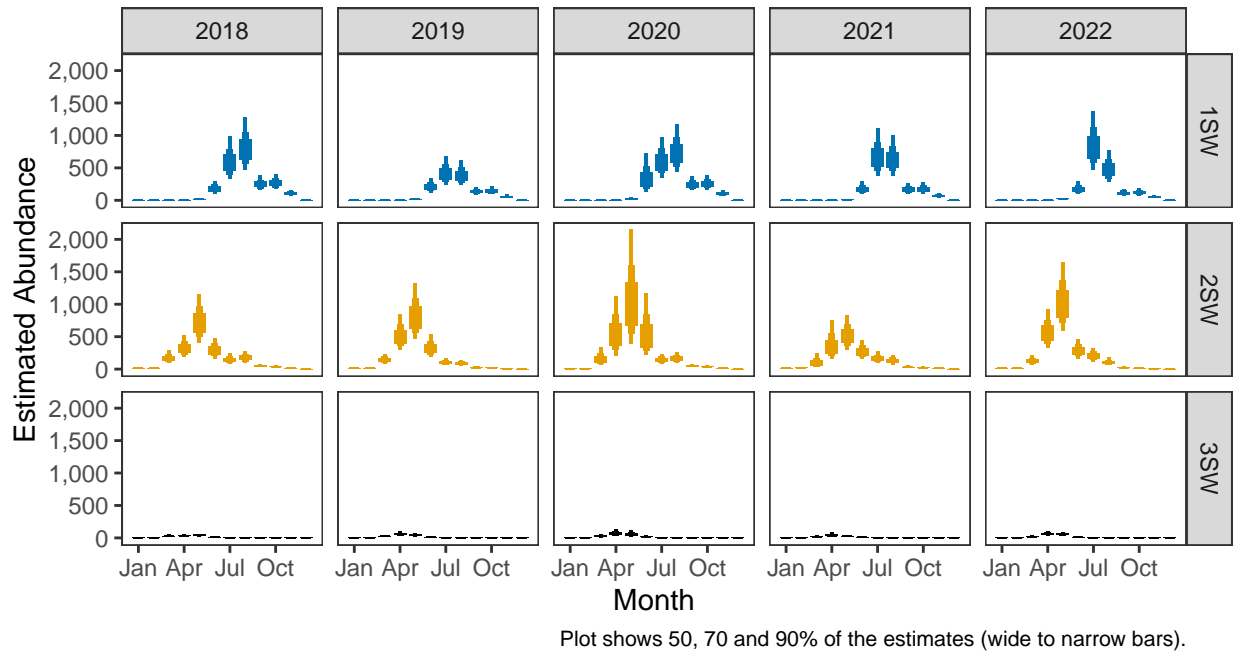 2018 2019 2020 2021 2022
Estimated Abundance
2,000
1,500
1,000
500
0
1SW
2,000
1,500
1,000
500
0
2SW
2,000
1,500
1,000
500
0
3SW
Jan Apr Jul Oct Jan Apr Jul Oct Jan Apr Jul Oct Jan Apr Jul Oct Jan Apr Jul Oct
Month
Plot shows 50, 70 and 90% of the estimates (wide to narrow bars).